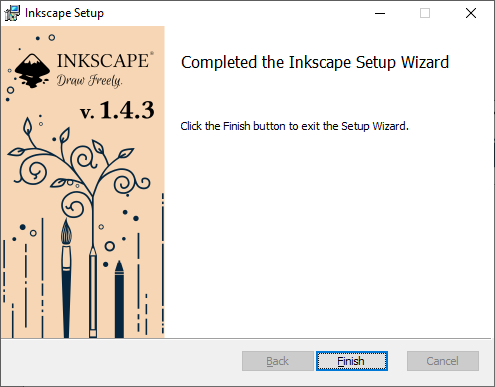 Inkscape Setup
INKSCAPE®
Draw Freely.
v. 1.4.3
Completed the Inkscape Setup Wizard
Click the Finish button to exit the Setup Wizard.
Back
Finish
Cancel